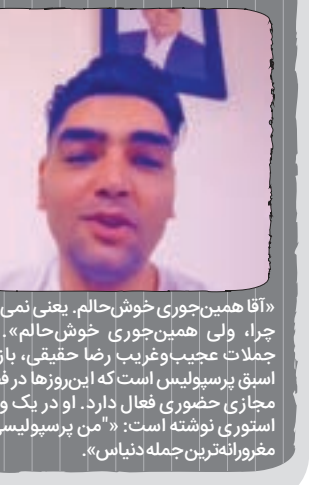 «آقا همین‌جوری خوش‌حالم. یعنی نمی
چرا، ولی همین‌جوری خوش‌حالم».
جملات عجیب‌وغریب رضا حقیقی، باز
اسبق پرسپولیس است که این‌روزها در ف
مجازی حضوری فعال دارد. او در یک و
استوری نوشته است: «"من پرسپولیسی
مغرورانه‌ترین جمله دنیاس».